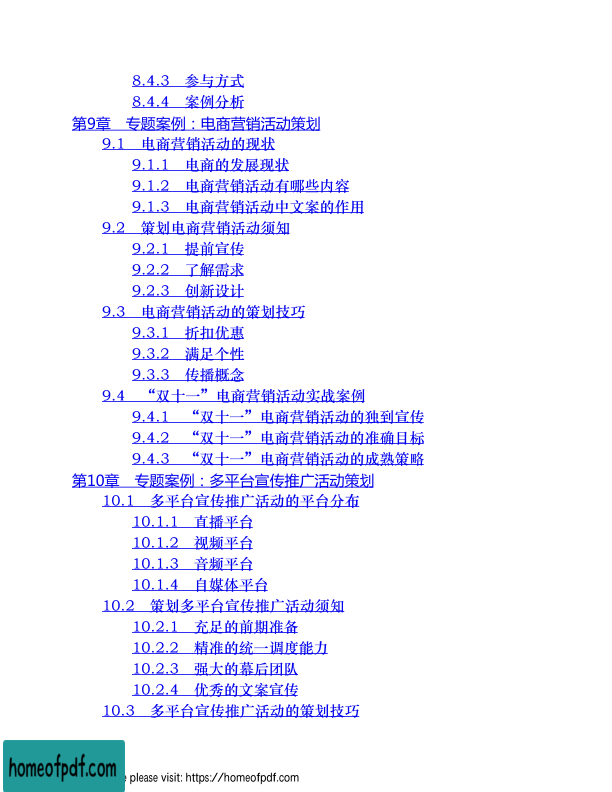 8.4.3 参与方式
8.4.4 案例分析
第9章 专题案例：电商营销活动策划
9.1 电商营销活动的现状
9.1.1 电商的发展现状
9.1.2 电商营销活动有哪些内容
9.1.3 电商营销活动中文案的作用
9.2 策划电商营销活动须知
9.2.1 提前宣传
9.2.2 了解需求
9.2.3 创新设计
9.3 电商营销活动的策划技巧
9.3.1 折扣优惠
9.3.2 满足个性
9.3.3 传播概念
9.4 “双十一”电商营销活动实战案例
9.4.1 “双十一”电商营销活动的独到宣传
9.4.2 “双十一”电商营销活动的准确目标
9.4.3 “双十一”电商营销活动的成熟策略
第10章 专题案例：多平台宣传推广活动策划
10.1 多平台宣传推广活动的平台分布
10.1.1 直播平台
10.1.2 视频平台
10.1.3 音频平台
10.1.4 自媒体平台
10.2 策划多平台宣传推广活动须知
10.2.1 充足的前期准备
10.2.2 精准的统一调度能力
10.2.3 强大的幕后团队
10.2.4 优秀的文案宣传
10.3 多平台宣传推广活动的策划技巧
homeofpdf.com
e please visit: https://homeofpdf.com